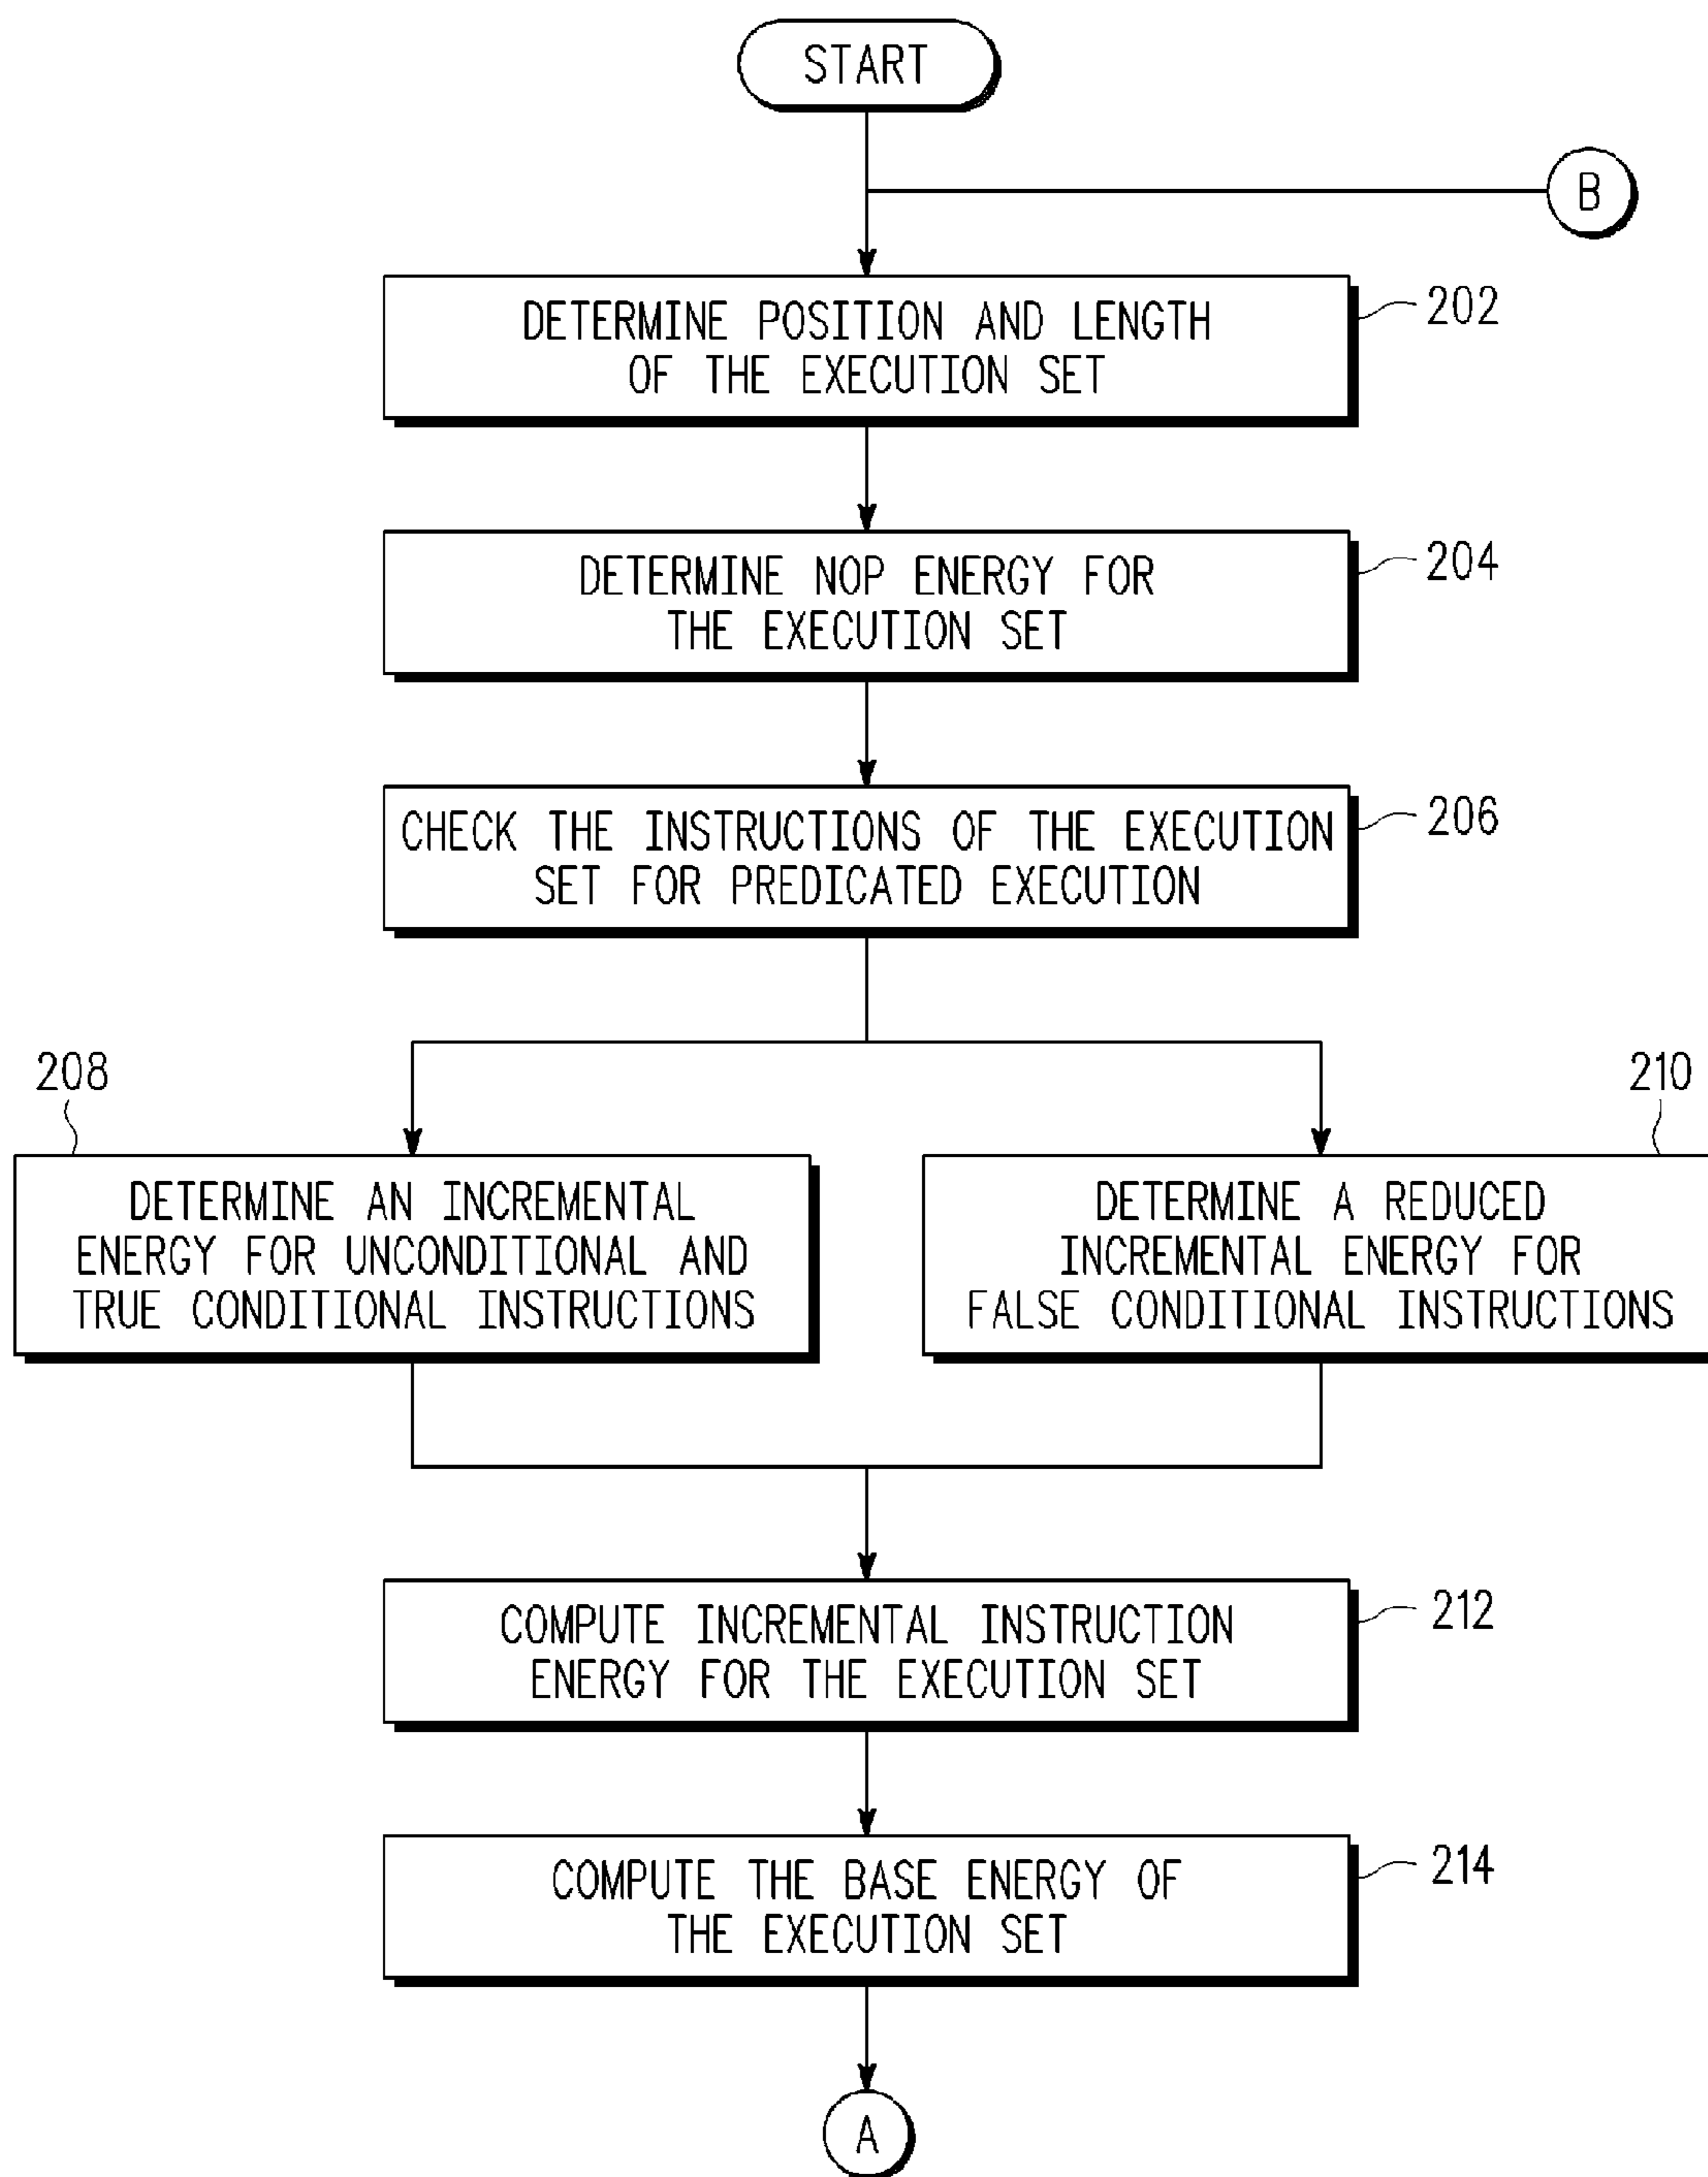 START
B
DETERMINE POSITION AND LENGTH
OF THE EXECUTION SET
202
DETERMINE NOP ENERGY FOR
THE EXECUTION SET
204
CHECK THE INSTRUCTIONS OF THE EXECUTION
SET FOR PREDICATED EXECUTION
206
208
DETERMINE AN INCREMENTAL
ENERGY FOR UNCONDITIONAL AND
TRUE CONDITIONAL INSTRUCTIONS
210
DETERMINE A REDUCED
INCREMENTAL ENERGY FOR
FALSE CONDITIONAL INSTRUCTIONS
COMPUTE INCREMENTAL INSTRUCTION
ENERGY FOR THE EXECUTION SET
212
COMPUTE THE BASE ENERGY OF
THE EXECUTION SET
214
A